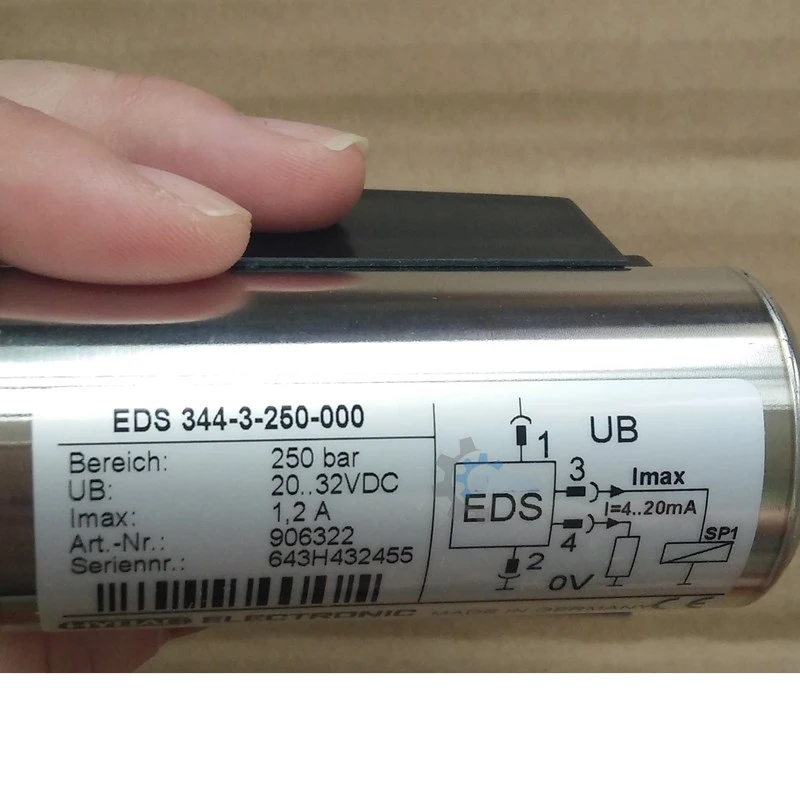 EDS 344-3-250-000
Bereich: 250 bar
UB: 20..32VDC
Imax: 1,2 A
Art.-Nr.: 906322
Seriennr.: 643H432455
HYDAC ELECTRONIC MADE IN GERMANY CE
1 UB
3 Imax
EDS I=4..20mA
4 SP1
2 0V